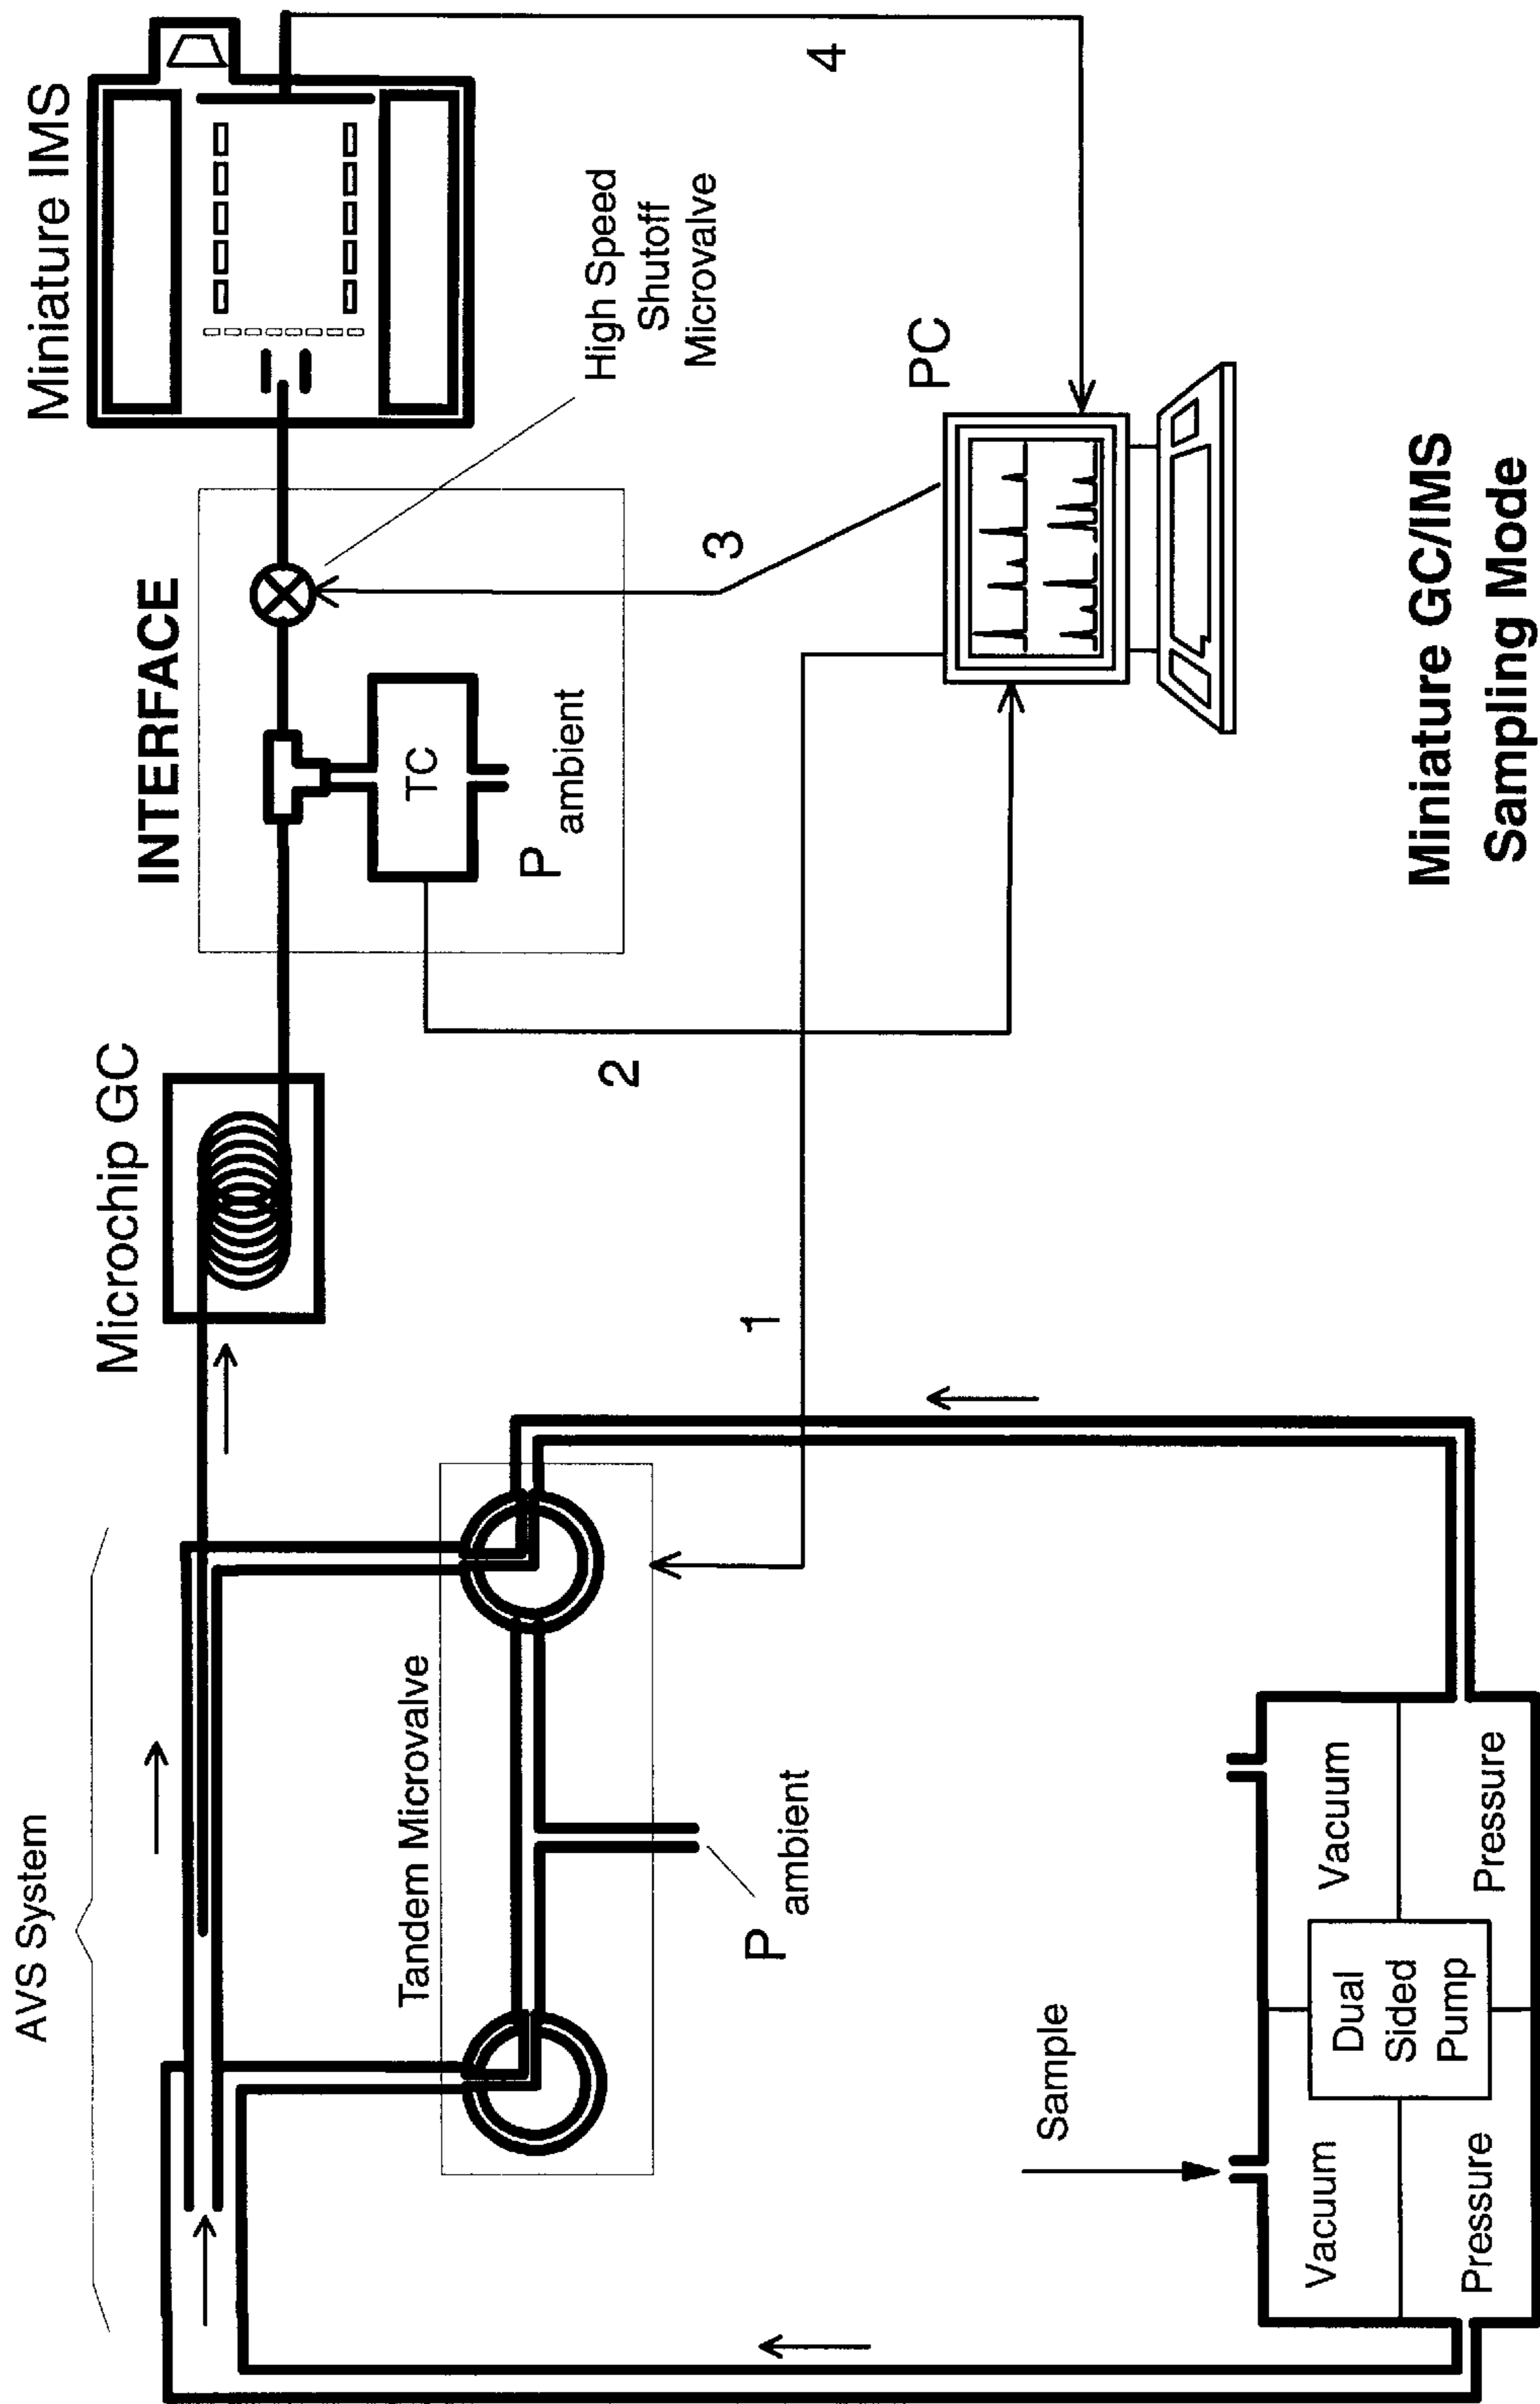 AVS System
Microchip GC
INTERFACE
Miniature IMS
Tandem Microvalve
TC
P ambient
High Speed
Shutoff
Microvalve
P ambient
1
2
3
4
PC
Sample
Vacuum
Vacuum
Dual
Sided
Pump
Pressure
Pressure
Miniature GC/IMS
Sampling Mode